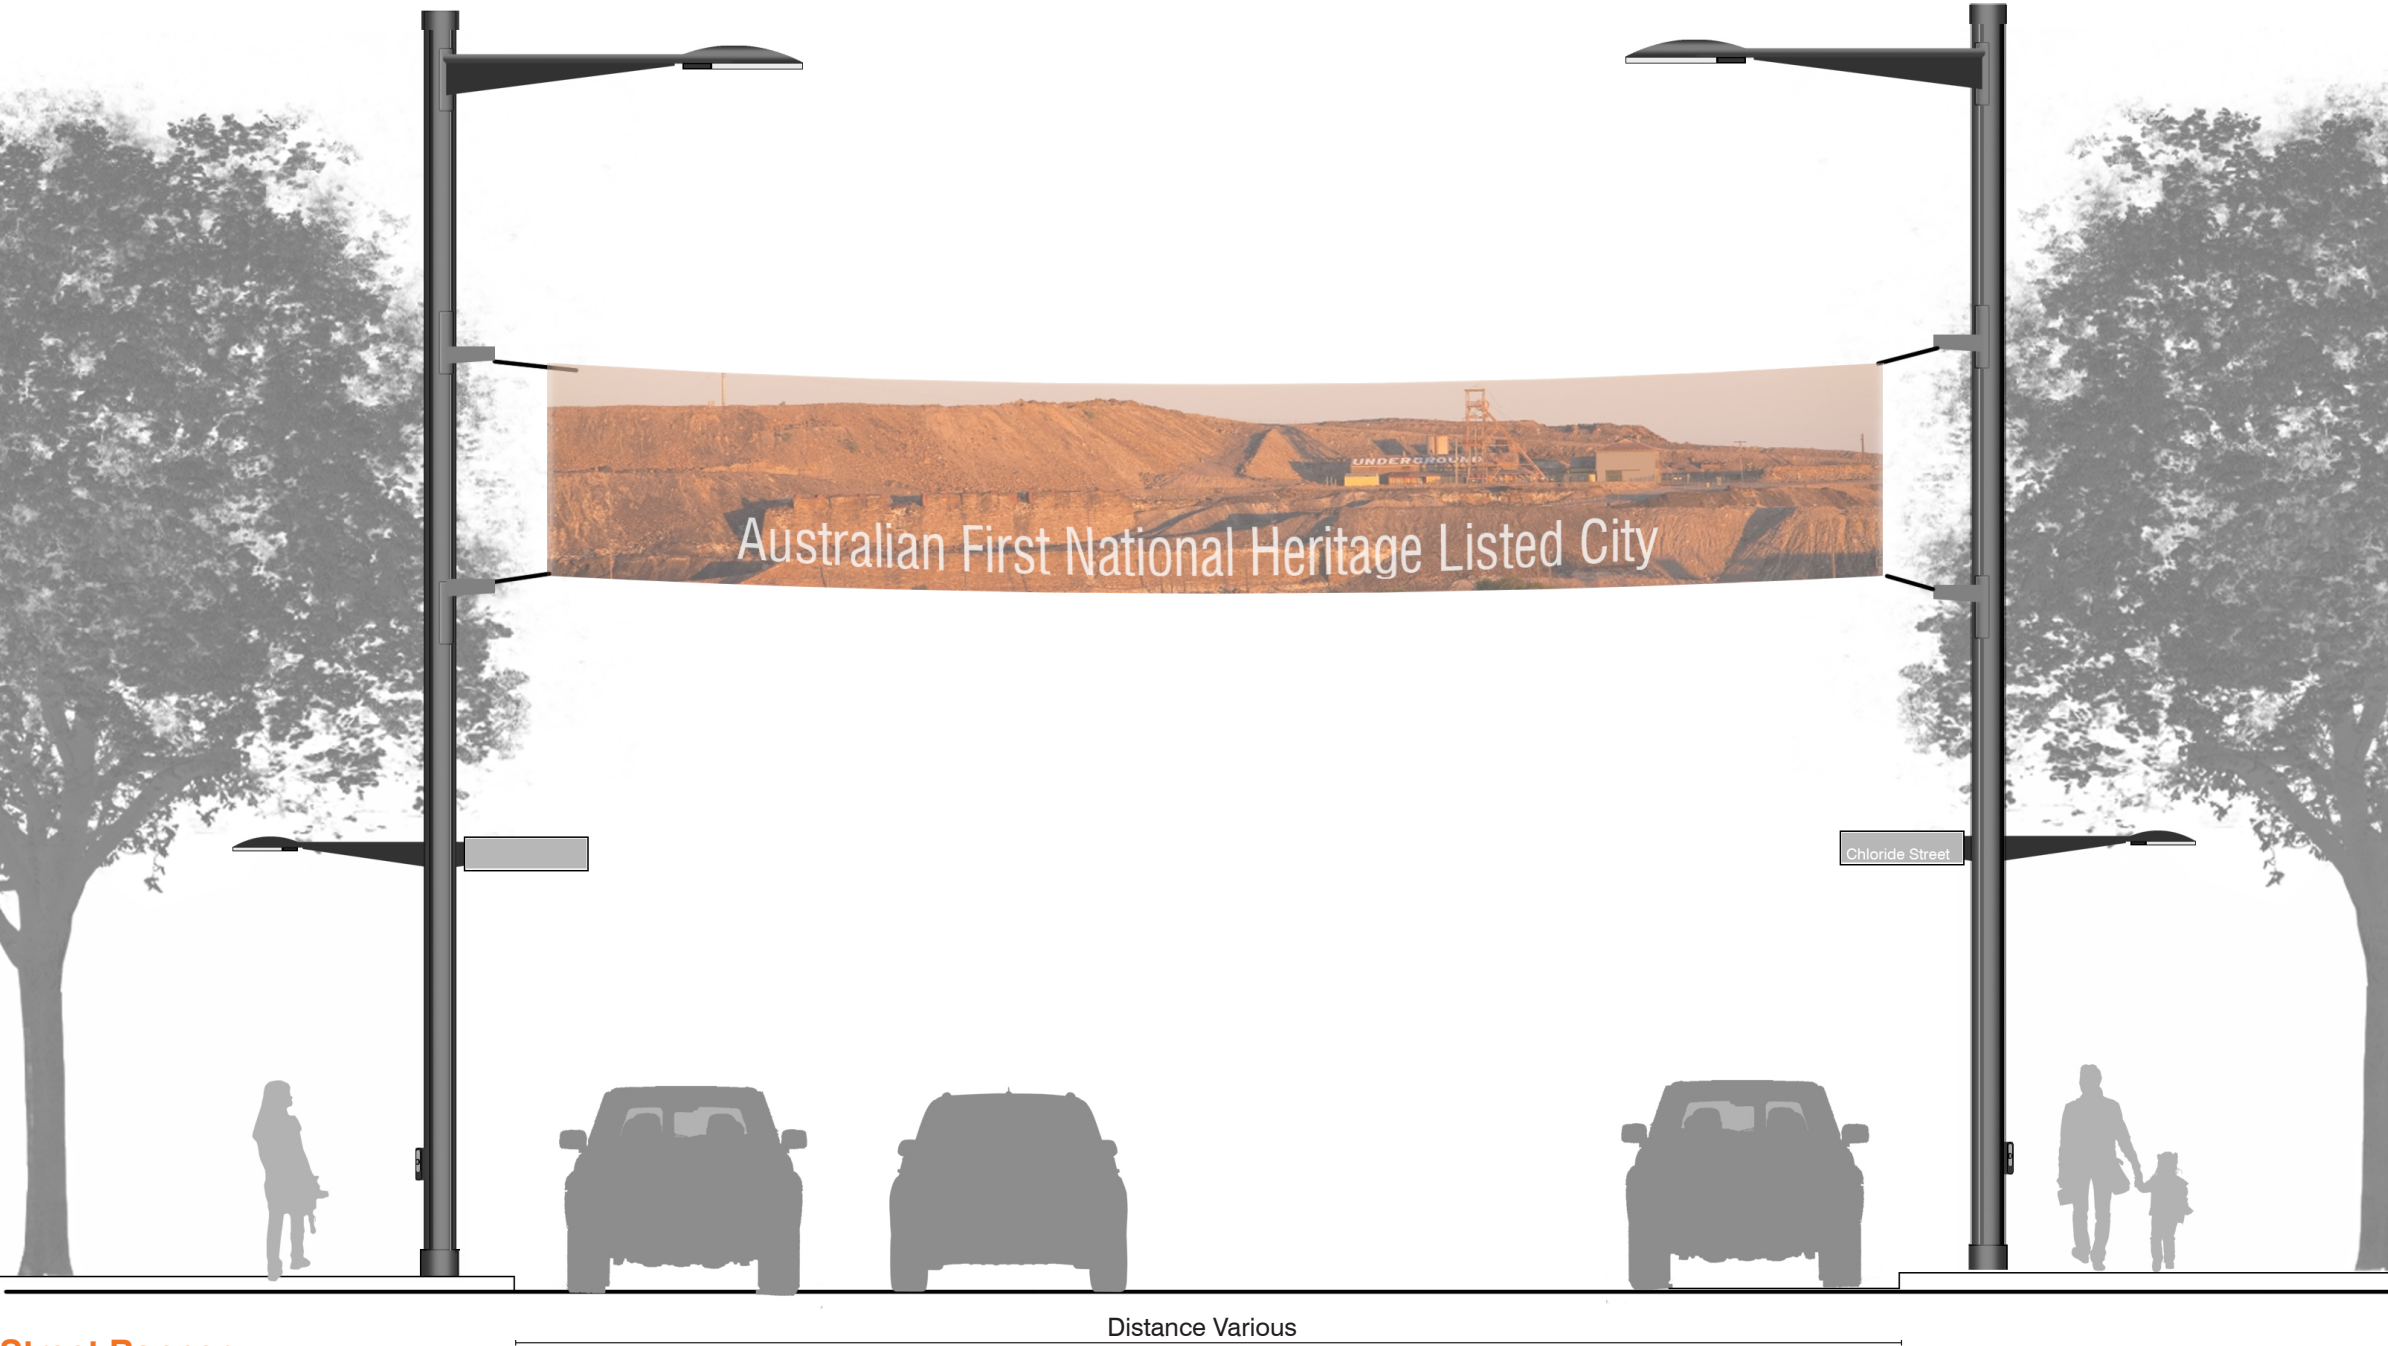 UNDERGROUND
Australian First National Heritage Listed City
Chloride Street
Distance Various